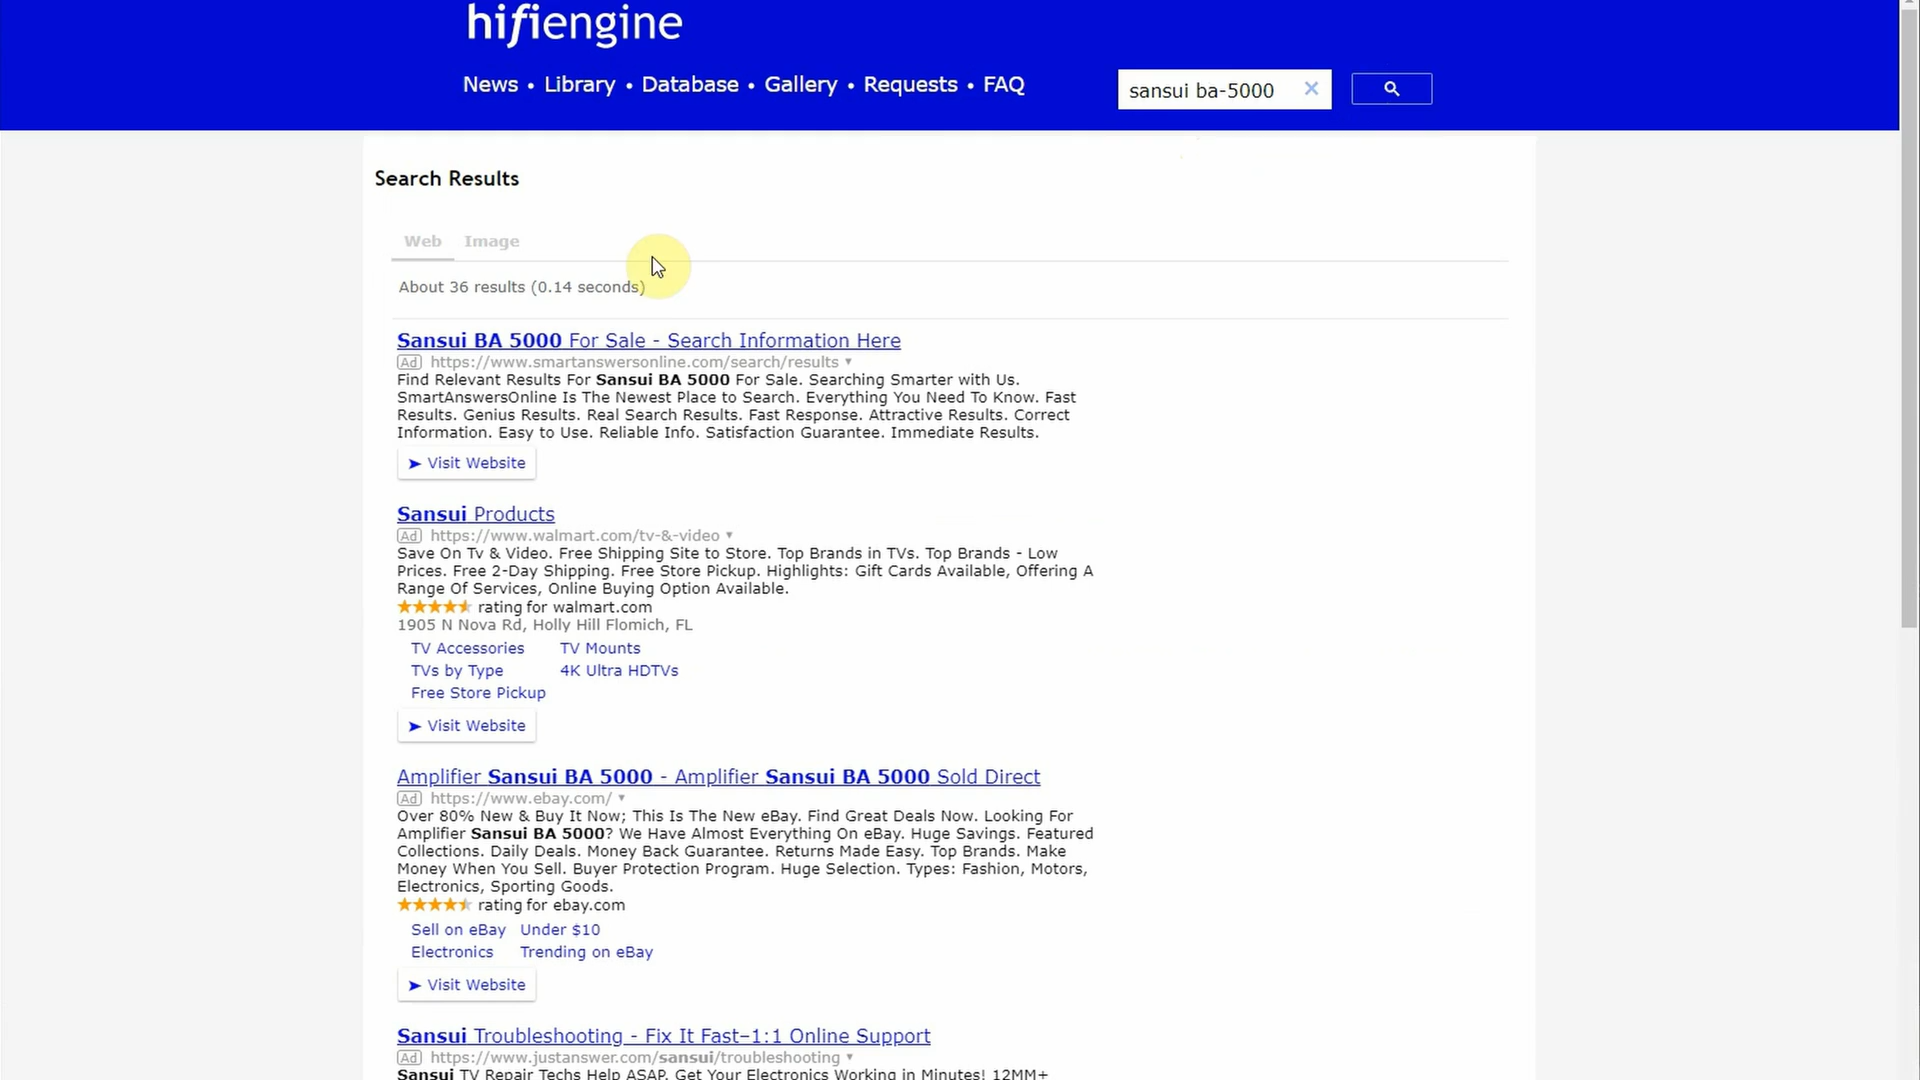 hifiengine
News • Library • Database • Gallery • Requests • FAQ
sansui ba-5000
Search Results
Web Image
About 36 results (0.14 seconds)
Sansui BA 5000 For Sale - Search Information Here
Ad https://www.smartanswersonline.com/search/results
Find Relevant Results For Sansui BA 5000 For Sale. Searching Smarter with Us.
SmartAnswersOnline Is The Newest Place to Search. Everything You Need To Know. Fast
Results. Genius Results. Real Search Results. Fast Response. Attractive Results. Correct
Information. Easy to Use. Reliable Info. Satisfaction Guarantee. Immediate Results.
Visit Website
Sansui Products
Ad https://www.walmart.com/tv-&-video
Save On Tv & Video. Free Shipping Site to Store. Top Brands in TVs. Top Brands - Low
Prices. Free 2-Day Shipping. Free Store Pickup. Highlights: Gift Cards Available, Offering A
Range Of Services, Online Buying Option Available.
rating for walmart.com
1905 N Nova Rd, Holly Hill Flomich, FL
TV Accessories TV Mounts
TVs by Type 4K Ultra HDTVs
Free Store Pickup
Visit Website
Amplifier Sansui BA 5000 - Amplifier Sansui BA 5000 Sold Direct
Ad https://www.ebay.com/
Over 80% New & Buy It Now; This Is The New eBay. Find Great Deals Now. Looking For
Amplifier Sansui BA 5000? We Have Almost Everything On eBay. Huge Savings. Featured
Collections. Daily Deals. Money Back Guarantee. Returns Made Easy. Top Brands. Make
Money When You Sell. Buyer Protection Program. Huge Selection. Types: Fashion, Motors,
Electronics, Sporting Goods.
rating for ebay.com
Sell on eBay Under $10
Electronics Trending on eBay
Visit Website
Sansui Troubleshooting - Fix It Fast–1:1 Online Support
Ad https://www.justanswer.com/sansui/troubleshooting
Sansui TV Repair Techs Help ASAP. Get Your Electronics Working in Minutes! 12MM+